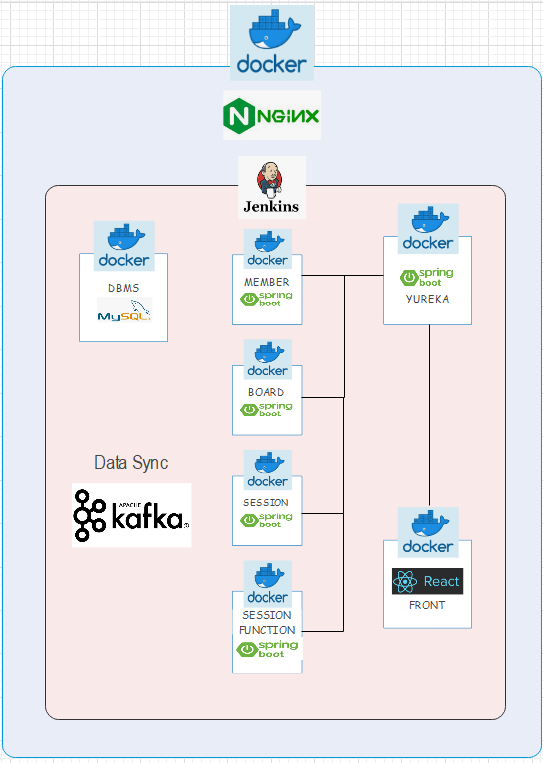 docker
NGINX
Jenkins
docker
DBMS
MySQL
docker
MEMBER
spring
boot
docker
spring
boot
YUREKA
docker
BOARD
spring
boot
Data Sync
APACHE
kafka
docker
SESSION
spring
boot
docker
React
FRONT
docker
SESSION
FUNCTION
spring
boot